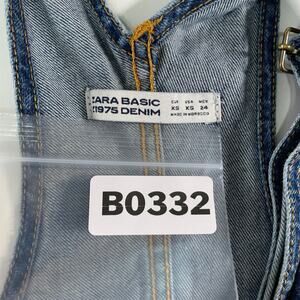 ZARA BASIC
Z1975 DENIM
EUR USA MEX
XS XS 24
MADE IN MOROCCO
B0332